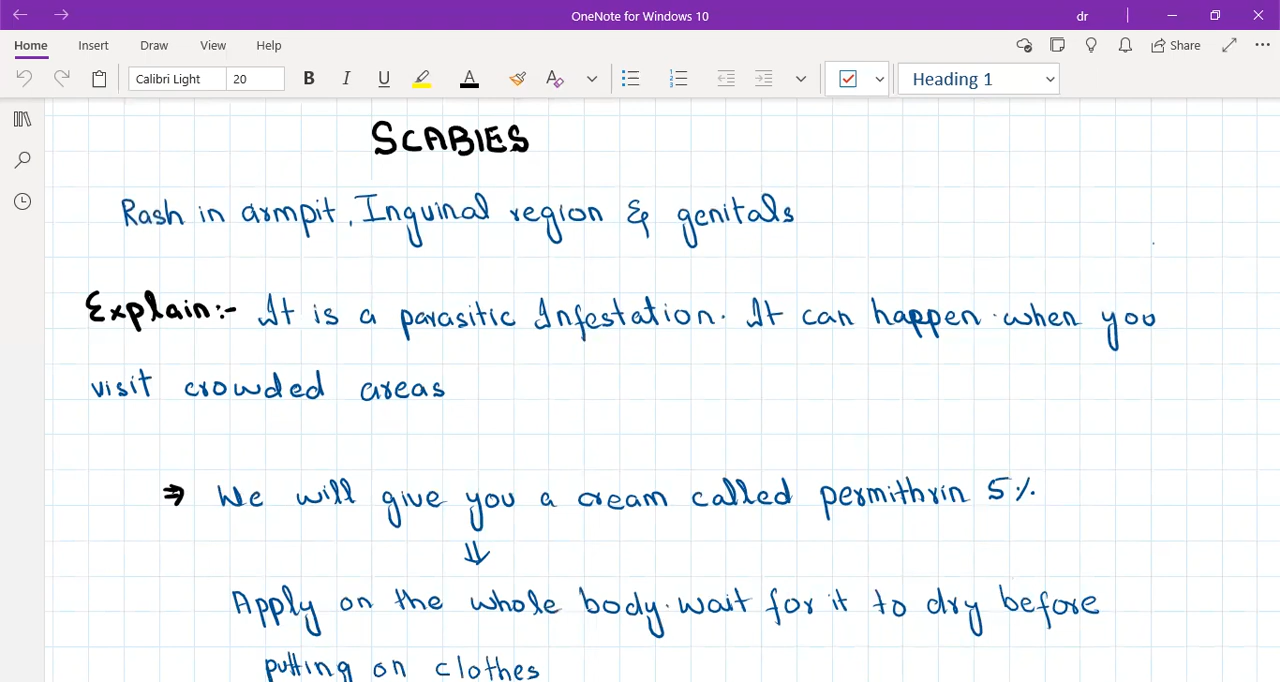 OneNote for Windows 10
dr
Home Insert Draw View Help
Share
Calibri Light 20 B I U A A Heading 1
SCABIES
Rash in armpit, Inguinal region & genitals
Explain:- It is a parasitic Infestation. It can happen when you
visit crowded areas
⇒ We will give you a cream called permithrin 5%
⇓
Apply on the whole body. wait for it to dry before
putting on clothes